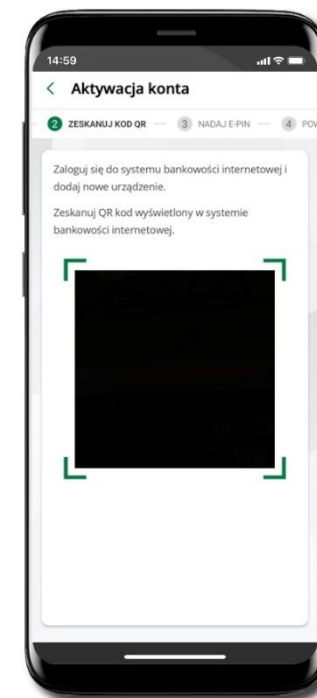 14:59
Aktywacja konta
2 ZESKANUJ KOD QR 3 NADAJ E-PIN 4 POW
Zaloguj się do systemu bankowości internetowej i
dodaj nowe urządzenie.
Zeskanuj QR kod wyświetlony w systemie
bankowości internetowej.